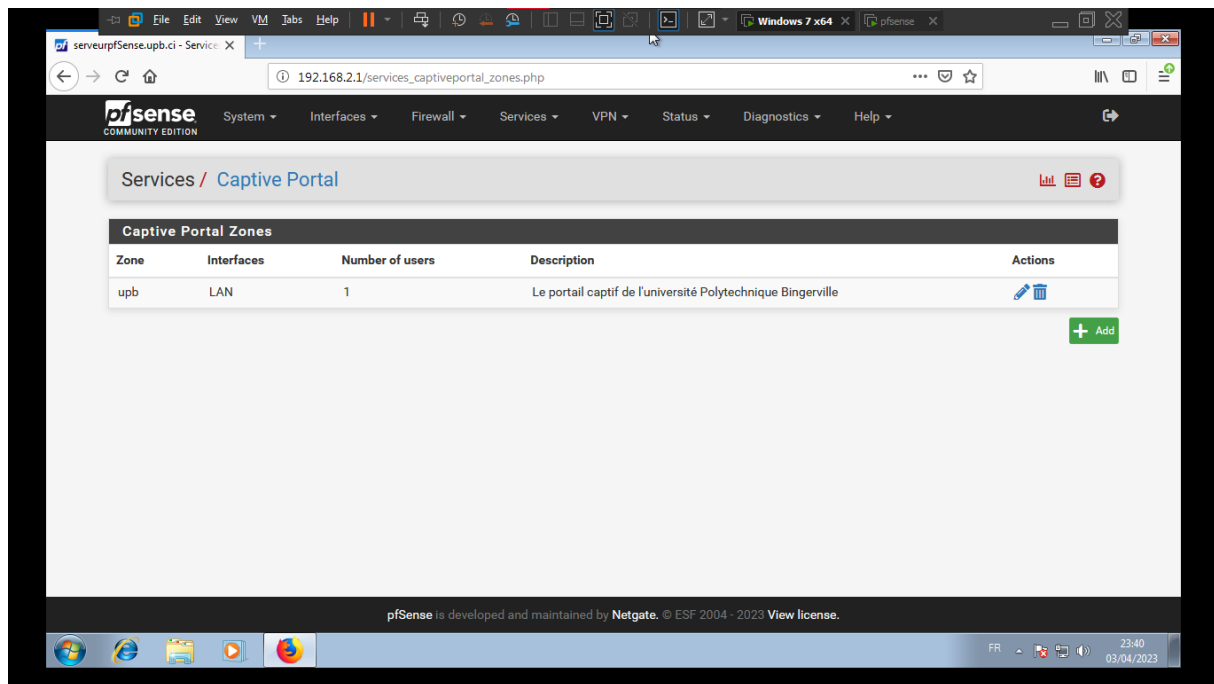 File Edit View VM Tabs Help Windows 7 x64 pfsense
serveurpfSense.upb.ci - Service
192.168.2.1/services_captiveportal_zones.php
pfsense System Interfaces Firewall Services VPN Status Diagnostics Help
COMMUNITY EDITION
Services / Captive Portal
Captive Portal Zones
Zone Interfaces Number of users Description Actions
upb LAN 1 Le portail captif de l'université Polytechnique Bingerville
Add
pfSense is developed and maintained by Netgate. © ESF 2004 - 2023 View license.
FR 23:40
03/04/2023